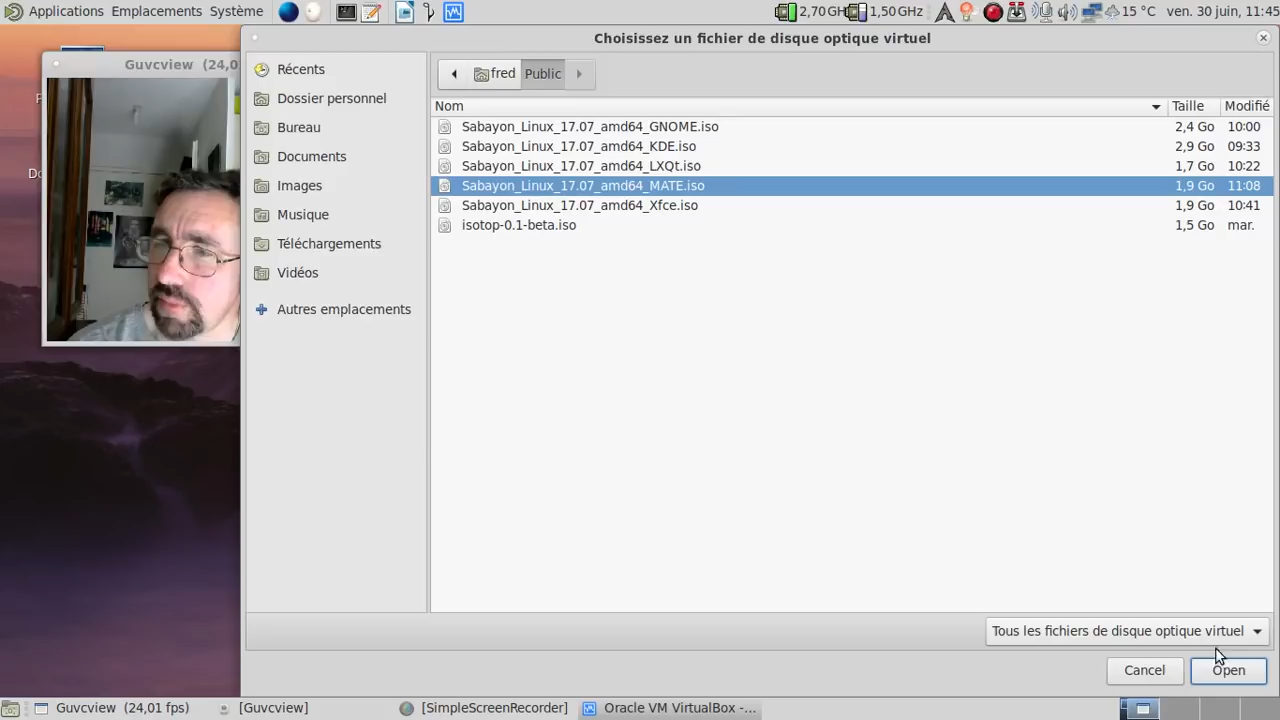 Applications Emplacements Système 2,70 GHz 1,50 GHz 15 °C ven. 30 juin, 11:45
Choisissez un fichier de disque optique virtuel
Guvcview (24,0
Récents
Dossier personnel
Bureau
Documents
Images
Musique
Téléchargements
Vidéos
Autres emplacements
fred Public
Nom Taille Modifié
Sabayon_Linux_17.07_amd64_GNOME.iso 2,4 Go 10:00
Sabayon_Linux_17.07_amd64_KDE.iso 2,9 Go 09:33
Sabayon_Linux_17.07_amd64_LXQt.iso 1,7 Go 10:22
Sabayon_Linux_17.07_amd64_MATE.iso 1,9 Go 11:08
Sabayon_Linux_17.07_amd64_Xfce.iso 1,9 Go 10:41
isotop-0.1-beta.iso 1,5 Go mar.
Tous les fichiers de disque optique virtuel
Cancel Open
Guvcview (24,01 fps) [Guvcview] [SimpleScreenRecorder] Oracle VM VirtualBox -...